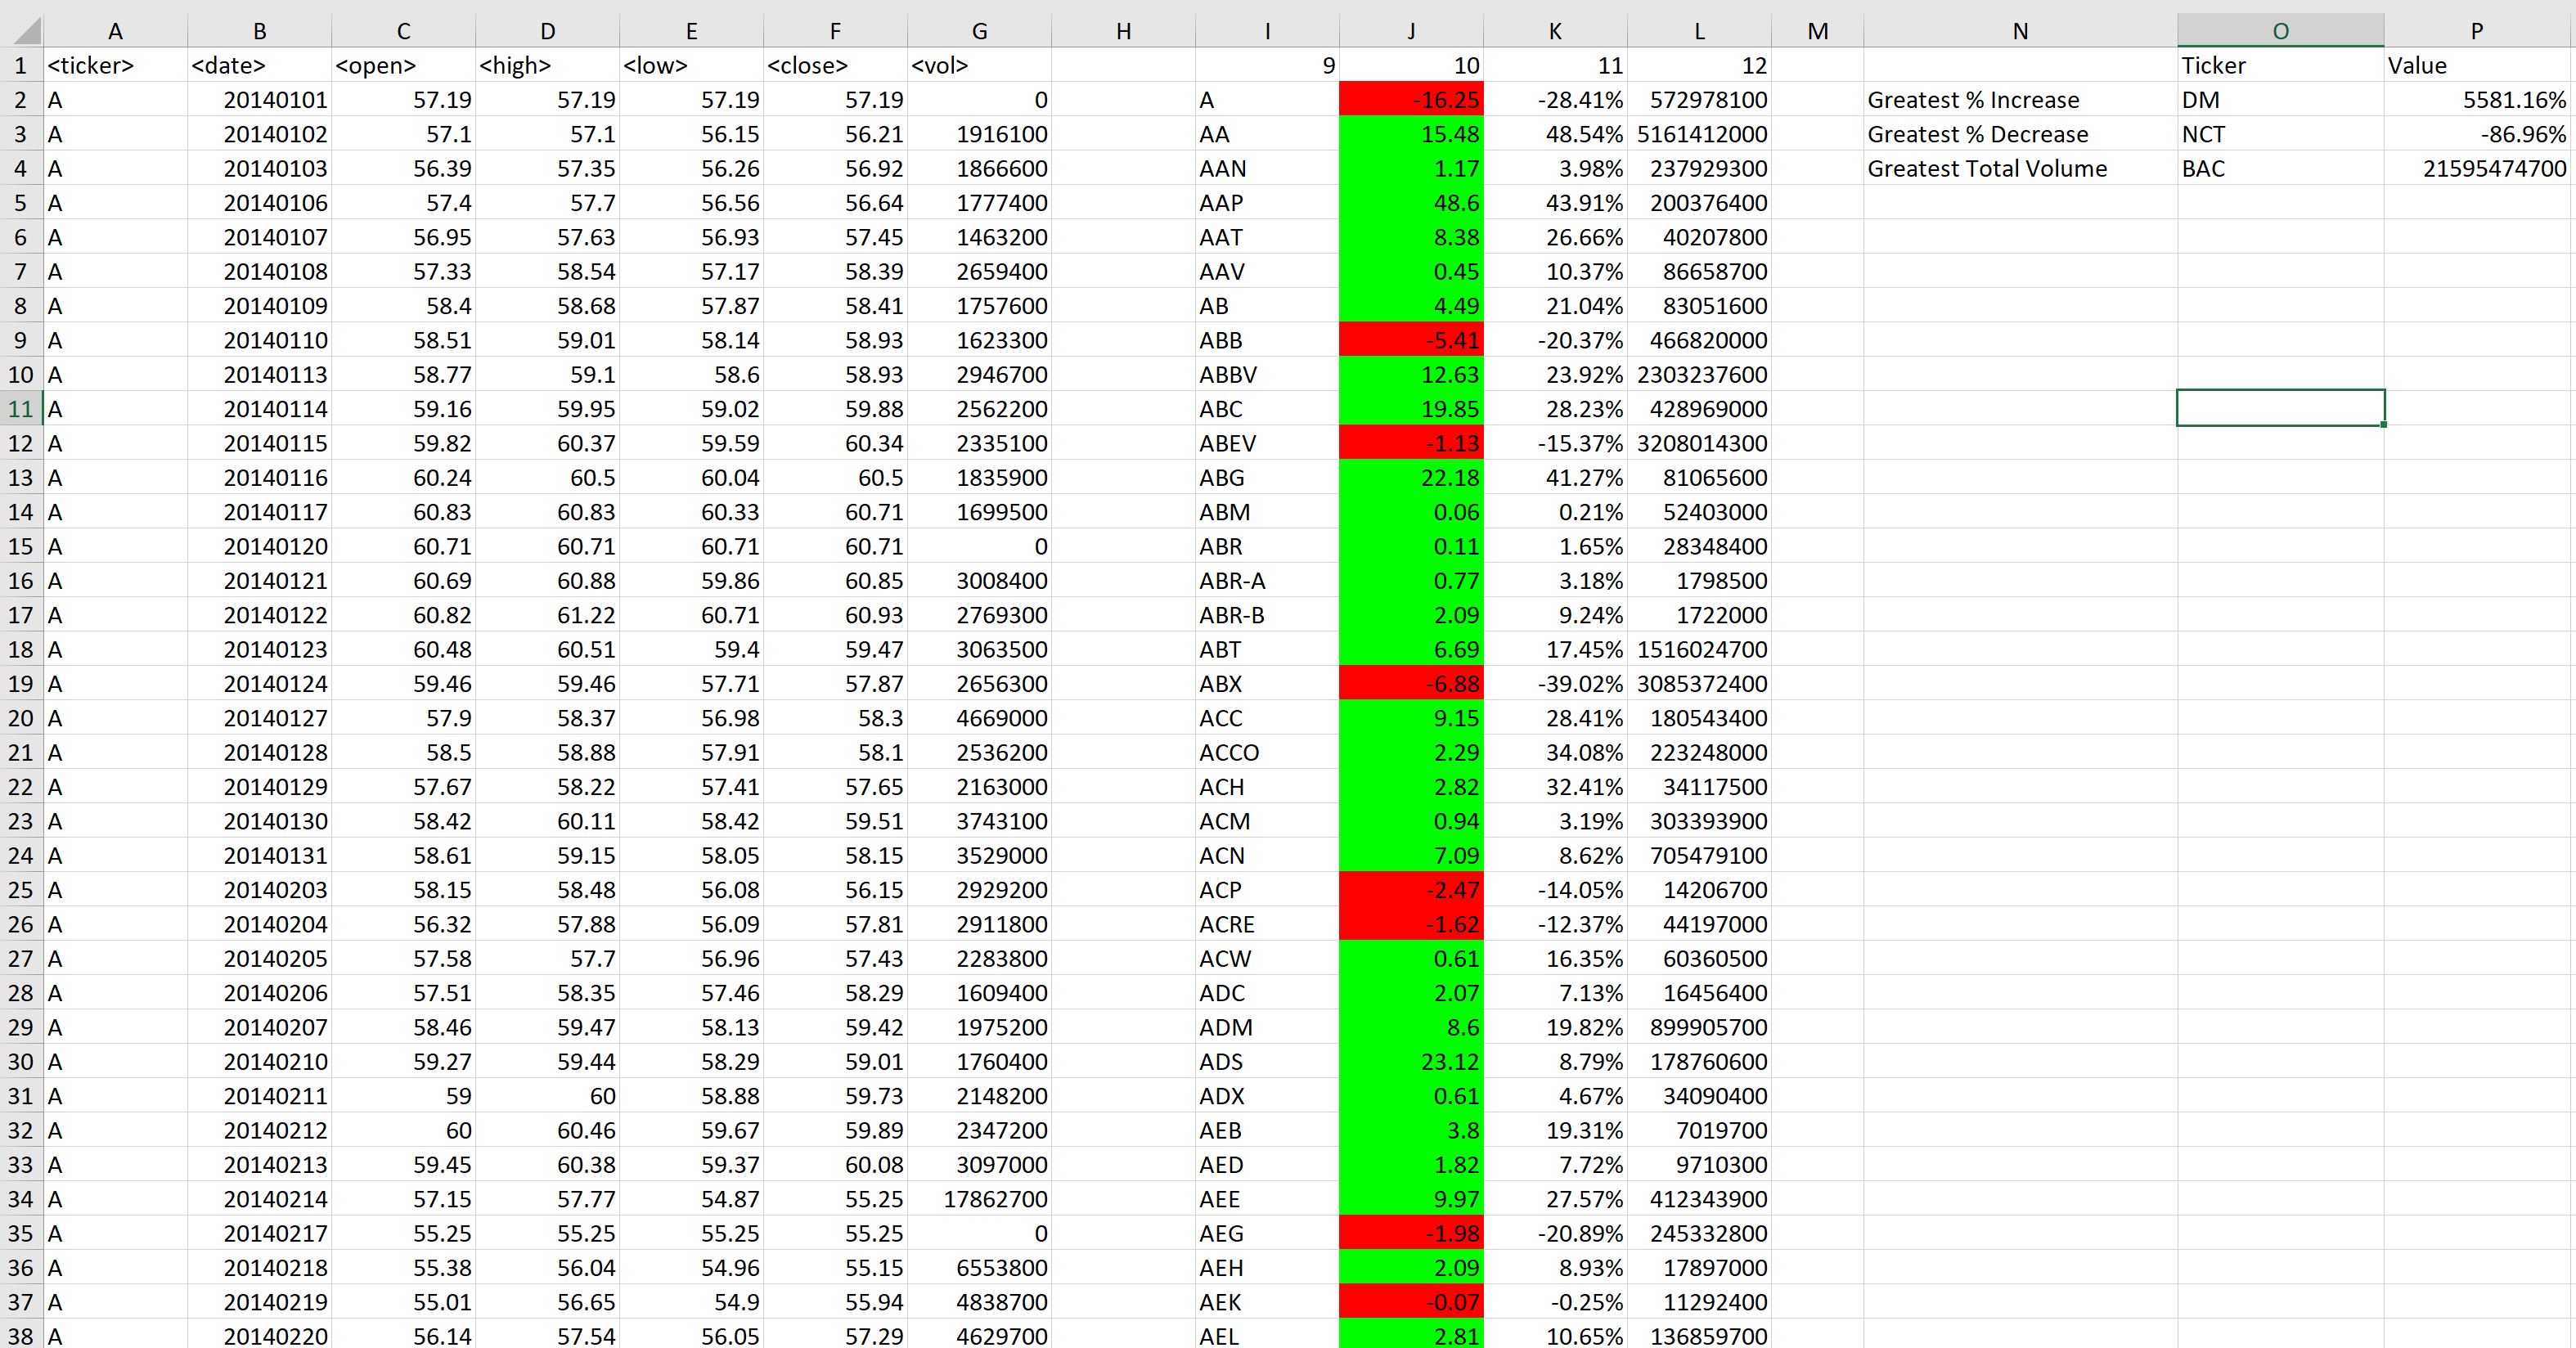 A B C D E F G H I J K L M N O P
1 <ticker> <date> <open> <high> <low> <close> <vol> 9 10 11 12 Ticker Value
2 A 20140101 57.19 57.19 57.19 57.19 0 A -16.25 -28.41% 572978100 Greatest % Increase DM 5581.16%
3 A 20140102 57.1 57.1 56.15 56.21 1916100 AA 15.48 48.54% 5161412000 Greatest % Decrease NCT -86.96%
4 A 20140103 56.39 57.35 56.26 56.92 1866600 AAN 1.17 3.98% 237929300 Greatest Total Volume BAC 21595474700
5 A 20140106 57.4 57.7 56.56 56.64 1777400 AAP 48.6 43.91% 200376400
6 A 20140107 56.95 57.63 56.93 57.45 1463200 AAT 8.38 26.66% 40207800
7 A 20140108 57.33 58.54 57.17 58.39 2659400 AAV 0.45 10.37% 86658700
8 A 20140109 58.4 58.68 57.87 58.41 1757600 AB 4.49 21.04% 83051600
9 A 20140110 58.51 59.01 58.14 58.93 1623300 ABB -5.41 -20.37% 466820000
10 A 20140113 58.77 59.1 58.6 58.93 2946700 ABBV 12.63 23.92% 2303237600
11 A 20140114 59.16 59.95 59.02 59.88 2562200 ABC 19.85 28.23% 428969000
12 A 20140115 59.82 60.37 59.59 60.34 2335100 ABEV -1.13 -15.37% 3208014300
13 A 20140116 60.24 60.5 60.04 60.5 1835900 ABG 22.18 41.27% 81065600
14 A 20140117 60.83 60.83 60.33 60.71 1699500 ABM 0.06 0.21% 52403000
15 A 20140120 60.71 60.71 60.71 60.71 0 ABR 0.11 1.65% 28348400
16 A 20140121 60.69 60.88 59.86 60.85 3008400 ABR-A 0.77 3.18% 1798500
17 A 20140122 60.82 61.22 60.71 60.93 2769300 ABR-B 2.09 9.24% 1722000
18 A 20140123 60.48 60.51 59.4 59.47 3063500 ABT 6.69 17.45% 1516024700
19 A 20140124 59.46 59.46 57.71 57.87 2656300 ABX -6.88 -39.02% 3085372400
20 A 20140127 57.9 58.37 56.98 58.3 4669000 ACC 9.15 28.41% 180543400
21 A 20140128 58.5 58.88 57.91 58.1 2536200 ACCO 2.29 34.08% 223248000
22 A 20140129 57.67 58.22 57.41 57.65 2163000 ACH 2.82 32.41% 34117500
23 A 20140130 58.42 60.11 58.42 59.51 3743100 ACM 0.94 3.19% 303393900
24 A 20140131 58.61 59.15 58.05 58.15 3529000 ACN 7.09 8.62% 705479100
25 A 20140203 58.15 58.48 56.08 56.15 2929200 ACP -2.47 -14.05% 14206700
26 A 20140204 56.32 57.88 56.09 57.81 2911800 ACRE -1.62 -12.37% 44197000
27 A 20140205 57.58 57.7 56.96 57.43 2283800 ACW 0.61 16.35% 60360500
28 A 20140206 57.51 58.35 57.46 58.29 1609400 ADC 2.07 7.13% 16456400
29 A 20140207 58.46 59.47 58.13 59.42 1975200 ADM 8.6 19.82% 899905700
30 A 20140210 59.27 59.44 58.29 59.01 1760400 ADS 23.12 8.79% 178760600
31 A 20140211 59 60 58.88 59.73 2148200 ADX 0.61 4.67% 34090400
32 A 20140212 60 60.46 59.67 59.89 2347200 AEB 3.8 19.31% 7019700
33 A 20140213 59.45 60.38 59.37 60.08 3097000 AED 1.82 7.72% 9710300
34 A 20140214 57.15 57.77 54.87 55.25 17862700 AEE 9.97 27.57% 412343900
35 A 20140217 55.25 55.25 55.25 55.25 0 AEG -1.98 -20.89% 245332800
36 A 20140218 55.38 56.04 54.96 55.15 6553800 AEH 2.09 8.93% 17897000
37 A 20140219 55.01 56.65 54.9 55.94 4838700 AEK -0.07 -0.25% 11292400
38 A 20140220 56.14 57.54 56.05 57.29 4629700 AEL 2.81 10.65% 136859700